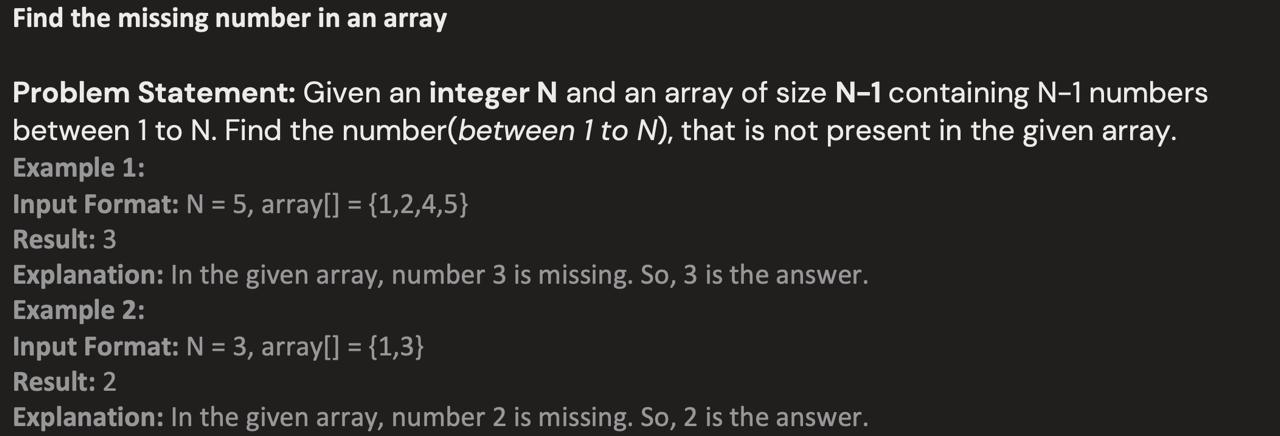 Find the missing number in an array
Problem Statement: Given an integer N and an array of size N-1 containing N-1 numbers
between 1 to N. Find the number(between 1 to N), that is not present in the given array.
Example 1:
Input Format: N = 5, array[] = {1,2,4,5}
Result: 3
Explanation: In the given array, number 3 is missing. So, 3 is the answer.
Example 2:
Input Format: N = 3, array[] = {1,3}
Result: 2
Explanation: In the given array, number 2 is missing. So, 2 is the answer.